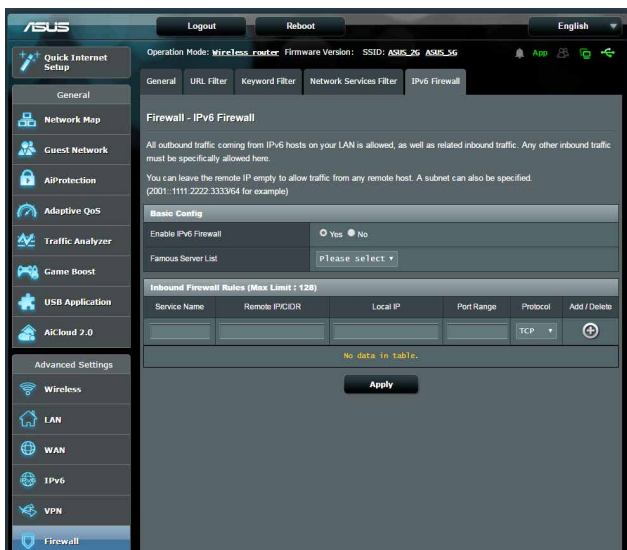 ASUS
Logout
Reboot
English
Quick Internet
Setup
Operation Mode: Wireless router Firmware Version: SSID: ASUS_2G ASUS_5G
App
General
URL Filter
Keyword Filter
Network Services Filter
IPv6 Firewall
General
Network Map
Guest Network
AiProtection
Adaptive QoS
Traffic Analyzer
Game Boost
USB Application
AiCloud 2.0
Advanced Settings
Wireless
LAN
WAN
IPv6
VPN
Firewall
Firewall - IPv6 Firewall
All outbound traffic coming from IPv6 hosts on your LAN is allowed, as well as related inbound traffic. Any other inbound traffic
must be specifically allowed here.
You can leave the remote IP empty to allow traffic from any remote host. A subnet can also be specified.
(2001::1111:2222:3333/64 for example)
Basic Config
Enable IPv6 Firewall
Yes No
Famous Server List
Please select
Inbound Firewall Rules (Max Limit : 128)
Service Name
Remote IP/CIDR
Local IP
Port Range
Protocol
Add / Delete
TCP
No data in table.
Apply